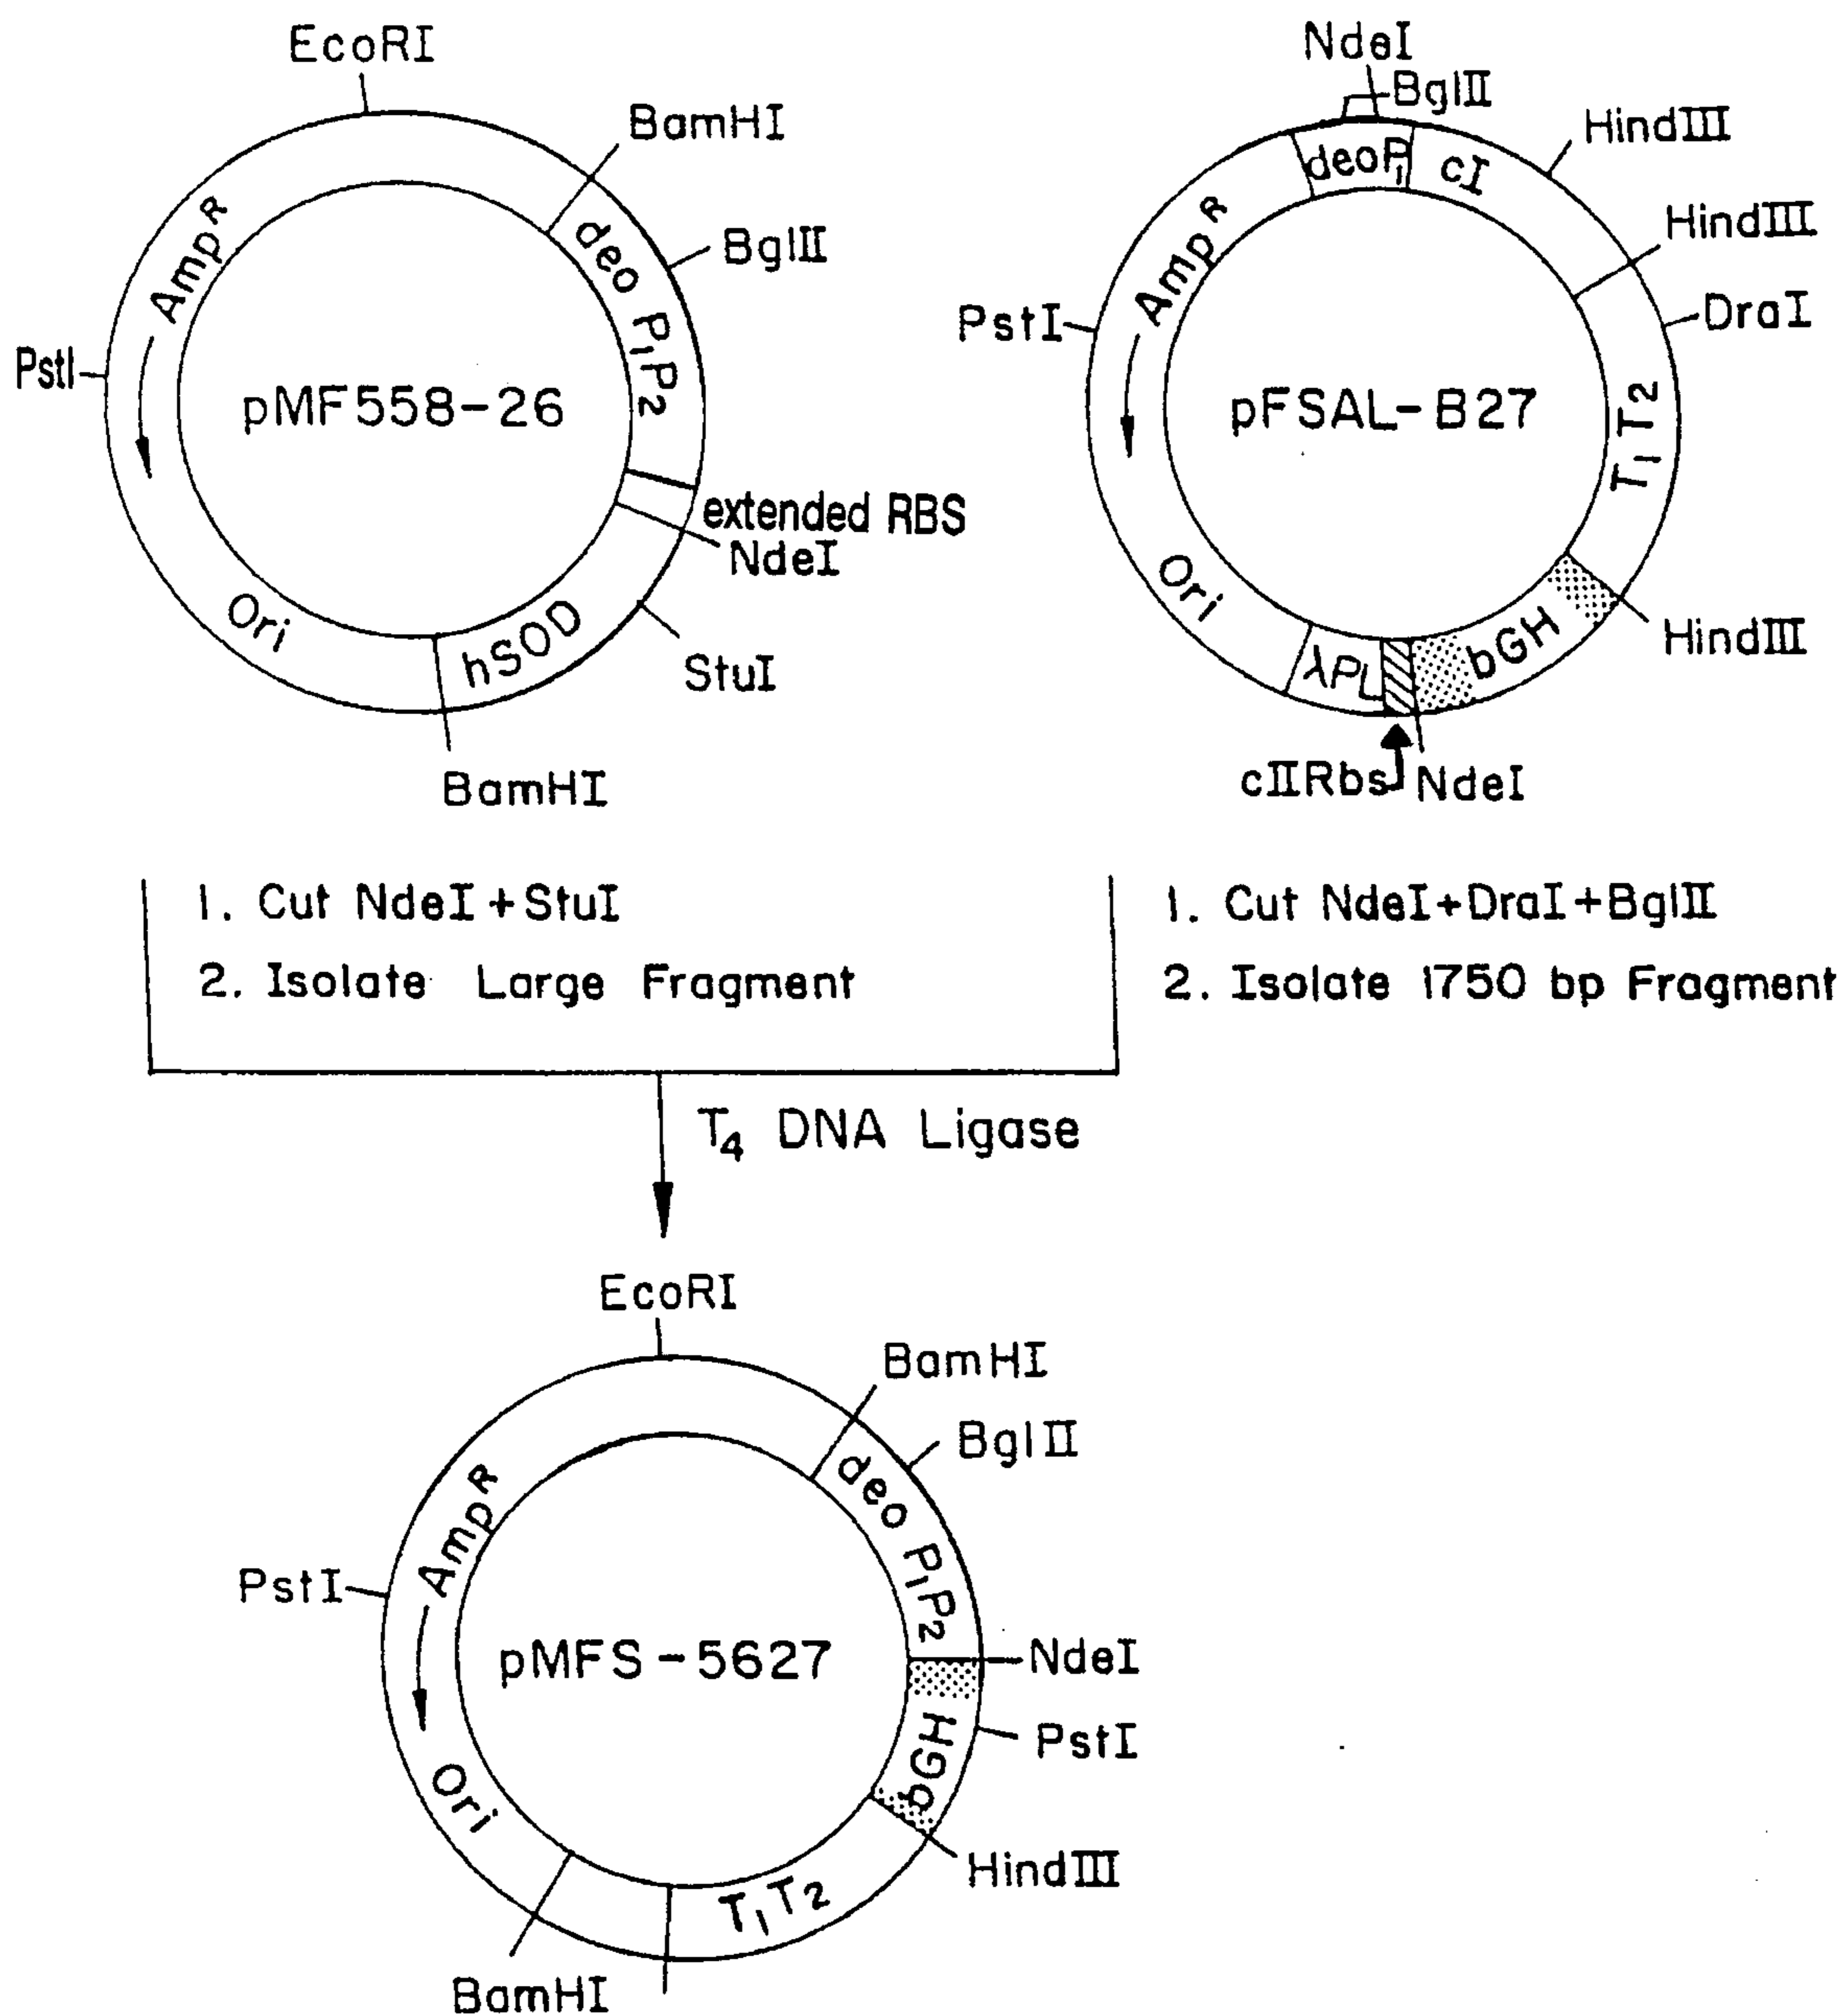 EcoRI
BamHI
BglII
deo P1P2
AmpR
PstI
pMF558-26
extended RBS
NdeI
Ori
hSOD
StuI
BamHI
NdeI
BglII
HindIII
deoP1
cI
HindIII
AmpR
DraI
PstI
pFSAL-B27
T1T2
Ori
bGH
HindIII
λPL
cIIRbs
NdeI
1. Cut NdeI+StuI
2. Isolate Large Fragment
1. Cut NdeI+DraI+BglII
2. Isolate 1750 bp Fragment
T4 DNA Ligase
EcoRI
BamHI
BglII
deo P1P2
AmpR
PstI
pMFS-5627
NdeI
PstI
bGH
Ori
HindIII
T1T2
BamHI